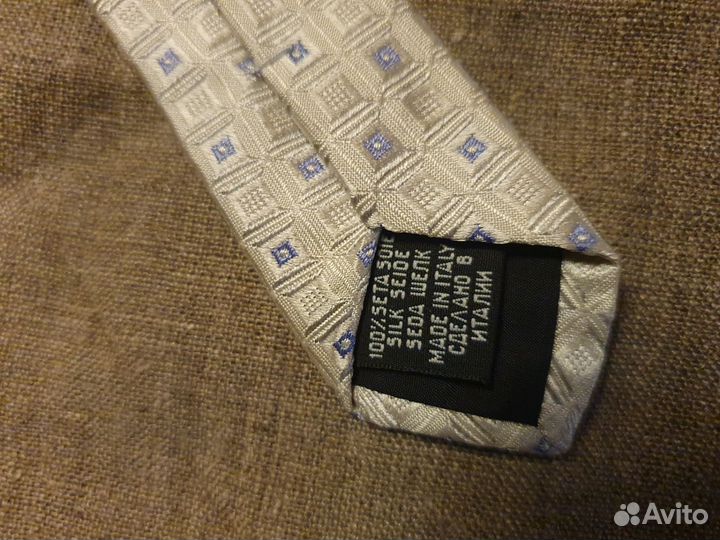 100% SETA SOIE
SILK SEIDE
SEDA ШЕЛК
MADE IN ITALY
СДЕЛАНО В
ИТАЛИИ
Avito